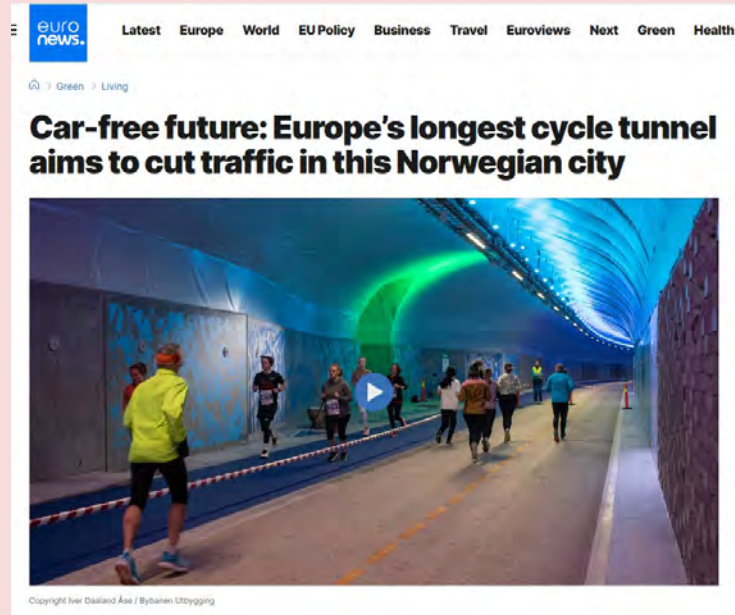 euro
news.
Latest Europe World EU Policy Business Travel Euroviews Next Green Health
Green > Living
Car-free future: Europe's longest cycle tunnel
aims to cut traffic in this Norwegian city
Copyright Iver Daaland Åse / Bybanen Utbygging